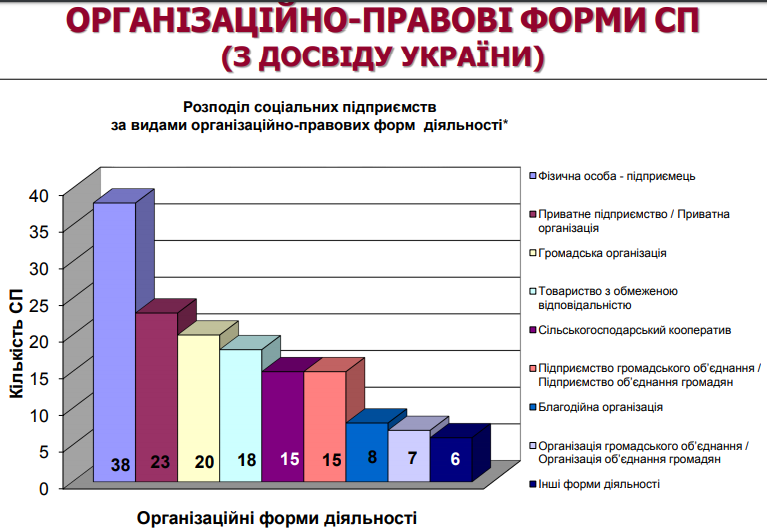 ОРГАНІЗАЦІЙНО-ПРАВОВІ ФОРМИ СП
(З ДОСВІДУ УКРАЇНИ)
Розподіл соціальних підприємств
за видами організаційно-правових форм діяльності*
Кількість СП
40
35
30
25
20
15
10
5
0
38
23
20
18
15
15
8
7
6
Організаційні форми діяльності
Фізична особа - підприємець
Приватне підприємство / Приватна
організація
Громадська організація
Товариство з обмеженою
відповідальністю
Сільськогосподарський кооператив
Підприємство громадського об’єднання /
Підприємство об’єднання громадян
Благодійна організація
Організація громадського об’єднання /
Організація об’єднання громадян
Інші форми діяльності